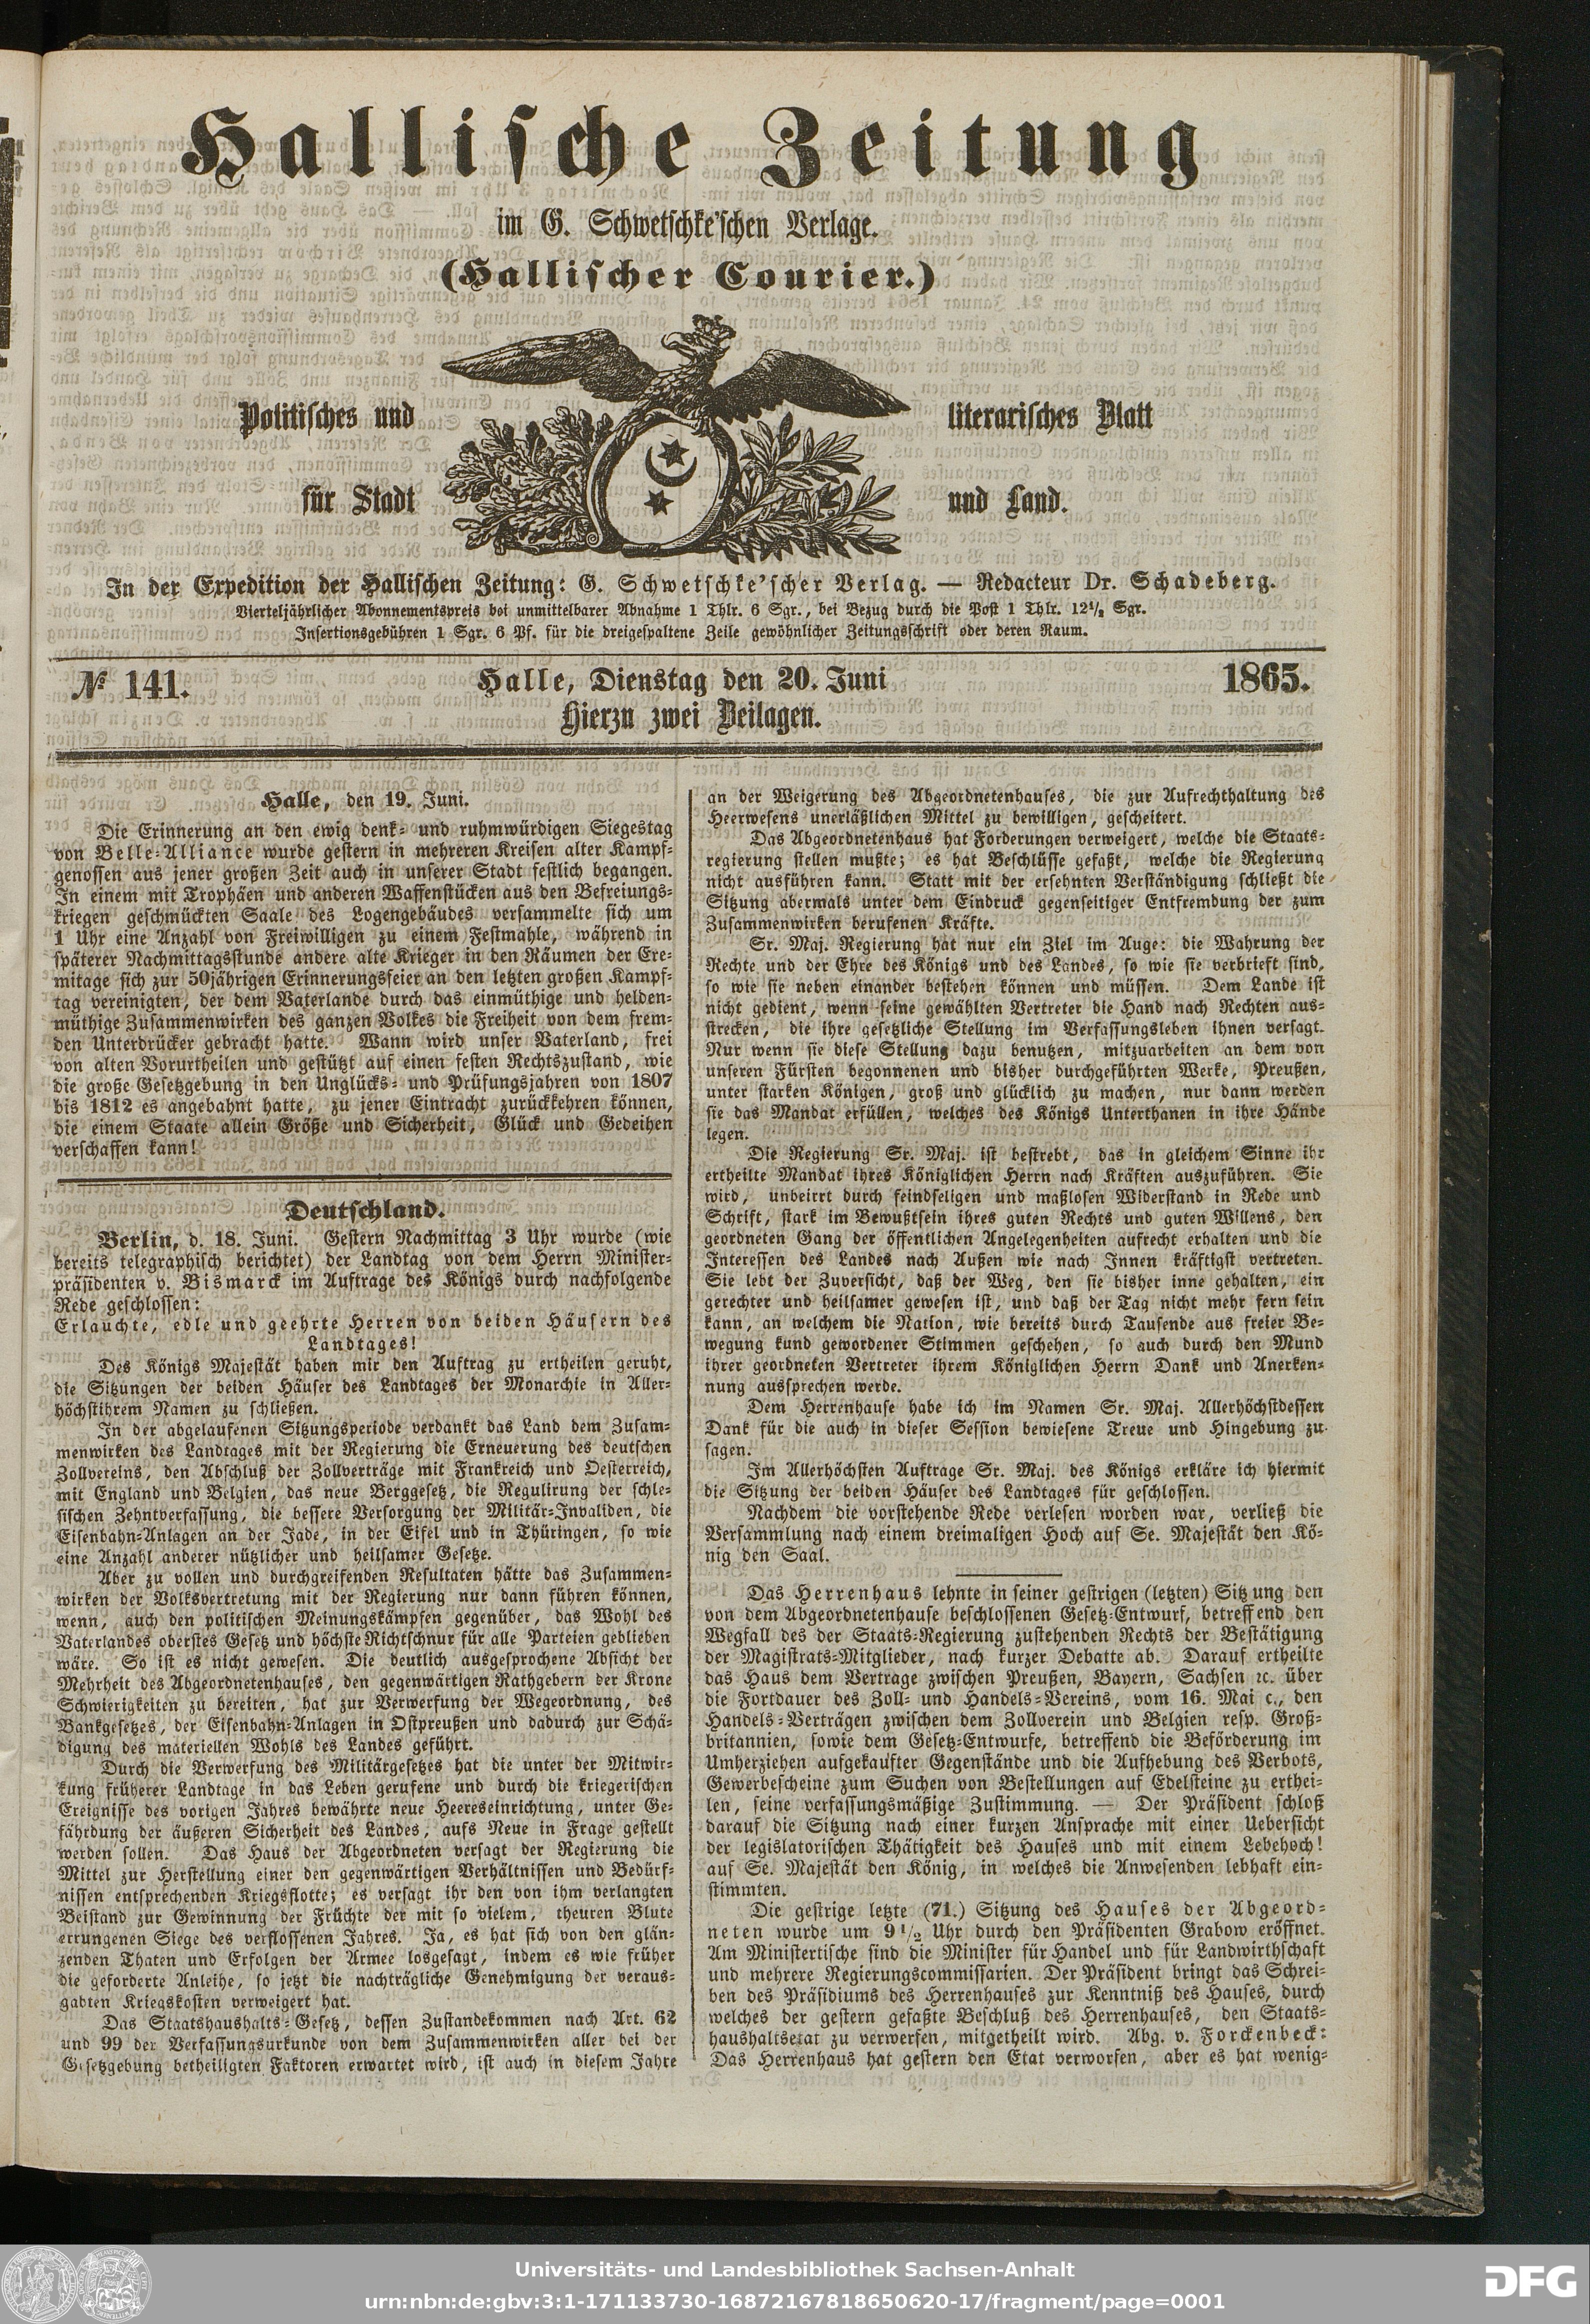 Hallische Zeitung
im G. Schwetschke'schen Verlage.
(Hallischer Courier.)
Politisches und
literarisches Blatt
für Stadt
und Land.
In der Expedition der Hallischen Zeitung: G. Schwetschke'scher Verlag. — Redacteur Dr. Schadeberg.
Vierteljährlicher Abonnementspreis bei unmittelbarer Abnahme 1 Thlr. 6 Sgr., bei Bezug durch die Post 1 Thlr. 12½ Sgr.
Insertionsgebühren 1 Sgr. 6 Pf. für die dreigespaltene Zeile gewöhnlicher Zeitungsschrift oder deren Raum.
№ 141.
Halle, Dienstag den 20. Juni
1865.
Hierzu zwei Beilagen.
Halle, den 19. Juni.
Die Erinnerung an den ewig denk- und ruhmwürdigen Siegestag
von Belle-Alliance wurde gestern in mehreren Kreisen alter Kampf-
genossen aus jener großen Zeit auch in unserer Stadt festlich begangen.
In einem mit Trophäen und anderen Waffenstücken aus den Befreiungs-
kriegen geschmückten Saale des Logengebäudes versammelte sich um
1 Uhr eine Anzahl von Freiwilligen zu einem Festmahle, während in
späterer Nachmittagsstunde andere alte Krieger in den Räumen der Ere-
mitage sich zur 50jährigen Erinnerungsfeier an den letzten großen Kampf-
tag vereinigten, der dem Vaterlande durch das einmüthige und helden-
müthige Zusammenwirken des ganzen Volkes die Freiheit von dem frem-
den Unterdrücker gebracht hatte. Wann wird unser Vaterland, frei
von alten Vorurtheilen und gestützt auf einen festen Rechtszustand, wie
die große Gesetzgebung in den Unglücks- und Prüfungsjahren von 1807
bis 1812 es angebahnt hatte, zu jener Eintracht zurückkehren können,
die einem Staate allein Größe und Sicherheit, Glück und Gedeihen
verschaffen kann!
Deutschland.
Berlin, d. 18. Juni. Gestern Nachmittag 3 Uhr wurde (wie
bereits telegraphisch berichtet) der Landtag von dem Herrn Minister-
präsidenten v. Bismarck im Auftrage des Königs durch nachfolgende
Rede geschlossen:
Erlauchte, edle und geehrte Herren von beiden Häusern des
Landtages!
Des Königs Majestät haben mir den Auftrag zu ertheilen geruht,
die Sitzungen der beiden Häuser des Landtages der Monarchie in Aller-
höchstihrem Namen zu schließen.
In der abgelaufenen Sitzungsperiode verdankt das Land dem Zusam-
menwirken des Landtages mit der Regierung die Erneuerung des deutschen
Zollvereins, den Abschluß der Zollverträge mit Frankreich und Oesterreich,
mit England und Belgien, das neue Berggesetz, die Regulirung der schle-
sischen Zehntverfassung, die bessere Versorgung der Militär-Invaliden, die
Eisenbahn-Anlagen an der Jade, in der Eifel und in Thüringen, so wie
eine Anzahl anderer nützlicher und heilsamer Gesetze.
Aber zu vollen und durchgreifenden Resultaten hätte das Zusammen-
wirken der Volksvertretung mit der Regierung nur dann führen können,
wenn, auch den politischen Meinungskämpfen gegenüber, das Wohl des
Vaterlandes oberstes Gesetz und höchste Richtschnur für alle Parteien geblieben
wäre. So ist es nicht gewesen. Die deutlich ausgesprochene Absicht der
Mehrheit des Abgeordnetenhauses, den gegenwärtigen Rathgebern der Krone
Schwierigkeiten zu bereiten, hat zur Verwerfung der Wegeordnung, des
Bankgesetzes, der Eisenbahn-Anlagen in Ostpreußen und dadurch zur Schä-
digung des materiellen Wohls des Landes geführt.
Durch die Verwerfung des Militärgesetzes hat die unter der Mitwir-
kung früherer Landtage in das Leben gerufene und durch die kriegerischen
Ereignisse des vorigen Jahres bewährte neue Heereseinrichtung, unter Ge-
fährdung der äußeren Sicherheit des Landes, aufs Neue in Frage gestellt
werden sollen. Das Haus der Abgeordneten versagt der Regierung die
Mittel zur Herstellung einer den gegenwärtigen Verhältnissen und Bedürf-
nissen entsprechenden Kriegsflotte; es versagt ihr den von ihm verlangten
Beistand zur Gewinnung der Früchte der mit so vielem, theuren Blute
errungenen Siege des verflossenen Jahres. Ja, es hat sich von den glän-
zenden Thaten und Erfolgen der Armee losgesagt, indem es wie früher
die geforderte Anleihe, so jetzt die nachträgliche Genehmigung der veraus-
gabten Kriegskosten verweigert hat.
Das Staatshaushalts-Gesetz, dessen Zustandekommen nach Art. 62
und 99 der Verfassungsurkunde von dem Zusammenwirken aller bei der
Gesetzgebung betheiligten Faktoren erwartet wird, ist auch in diesem Jahre
an der Weigerung des Abgeordnetenhauses, die zur Aufrechthaltung des
Heerwesens unerläßlichen Mittel zu bewilligen, gescheitert.
Das Abgeordnetenhaus hat Forderungen verweigert, welche die Staats-
regierung stellen mußte; es hat Beschlüsse gefaßt, welche die Regierung
nicht ausführen kann. Statt mit der ersehnten Verständigung schließt die
Sitzung abermals unter dem Eindruck gegenseitiger Entfremdung der zum
Zusammenwirken berufenen Kräfte.
Sr. Maj. Regierung hat nur ein Ziel im Auge: die Wahrung der
Rechte und der Ehre des Königs und des Landes, so wie sie verbrieft sind,
so wie sie neben einander bestehen können und müssen. Dem Lande ist
nicht gedient, wenn seine gewählten Vertreter die Hand nach Rechten aus-
strecken, die ihre gesetzliche Stellung im Verfassungsleben ihnen versagt.
Nur wenn sie diese Stellung dazu benutzen, mitzuarbeiten an dem von
unseren Fürsten begonnenen und bisher durchgeführten Werke, Preußen,
unter starken Königen, groß und glücklich zu machen, nur dann werden
sie das Mandat erfüllen, welches des Königs Unterthanen in ihre Hände
legen.
Die Regierung Sr. Maj. ist bestrebt, das in gleichem Sinne ihr
ertheilte Mandat ihres Königlichen Herrn nach Kräften auszuführen. Sie
wird, unbeirrt durch feindseligen und maßlosen Widerstand in Rede und
Schrift, stark im Bewußtsein ihres guten Rechts und guten Willens, den
geordneten Gang der öffentlichen Angelegenheiten aufrecht erhalten und die
Interessen des Landes nach Außen wie nach Innen kräftigst vertreten.
Sie lebt der Zuversicht, daß der Weg, den sie bisher inne gehalten, ein
gerechter und heilsamer gewesen ist, und daß der Tag nicht mehr fern sein
kann, an welchem die Nation, wie bereits durch Tausende aus freier Be-
wegung kund gewordener Stimmen geschehen, so auch durch den Mund
ihrer geordneten Vertreter ihrem Königlichen Herrn Dank und Anerken-
nung aussprechen werde.
Dem Herrenhause habe ich im Namen Sr. Maj. Allerhöchstdessen
Dank für die auch in dieser Session bewiesene Treue und Hingebung zu
sagen.
Im Allerhöchsten Auftrage Sr. Maj. des Königs erkläre ich hiermit
die Sitzung der beiden Häuser des Landtages für geschlossen.
Nachdem die vorstehende Rede verlesen worden war, verließ die
Versammlung nach einem dreimaligen Hoch auf Se. Majestät den Kö-
nig den Saal.
Das Herrenhaus lehnte in seiner gestrigen (letzten) Sitzung den
von dem Abgeordnetenhause beschlossenen Gesetz-Entwurf, betreffend den
Wegfall des der Staats-Regierung zustehenden Rechts der Bestätigung
der Magistrats-Mitglieder, nach kurzer Debatte ab. Darauf ertheilte
das Haus dem Vertrage zwischen Preußen, Bayern, Sachsen ꝛc. über
die Fortdauer des Zoll- und Handels-Vereins, vom 16. Mai c., den
Handels-Verträgen zwischen dem Zollverein und Belgien resp. Groß-
britannien, sowie dem Gesetz-Entwurfe, betreffend die Beförderung im
Umherziehen aufgekaufter Gegenstände und die Aufhebung des Verbots,
Gewerbescheine zum Suchen von Bestellungen auf Edelsteine zu erthei-
len, seine verfassungsmäßige Zustimmung. — Der Präsident schloß
darauf die Sitzung nach einer kurzen Ansprache mit einer Uebersicht
der legislatorischen Thätigkeit des Hauses und mit einem Lebehoch!
auf Se. Majestät den König, in welches die Anwesenden lebhaft ein-
stimmten.
Die gestrige letzte (71.) Sitzung des Hauses der Abgeord-
neten wurde um 9½ Uhr durch den Präsidenten Grabow eröffnet.
Am Ministertische sind die Minister für Handel und für Landwirthschaft
und mehrere Regierungscommissarien. Der Präsident bringt das Schrei-
ben des Präsidiums des Herrenhauses zur Kenntniß des Hauses, durch
welches der gestern gefaßte Beschluß des Herrenhauses, den Staats-
haushaltsetat zu verwerfen, mitgetheilt wird. Abg. v. Forckenbeck:
Das Herrenhaus hat gestern den Etat verworfen, aber es hat wenig-
Universitäts- und Landesbibliothek Sachsen-Anhalt
urn:nbn:de:gbv:3:1-171133730-16872167818650620-17/fragment/page=0001
DFG